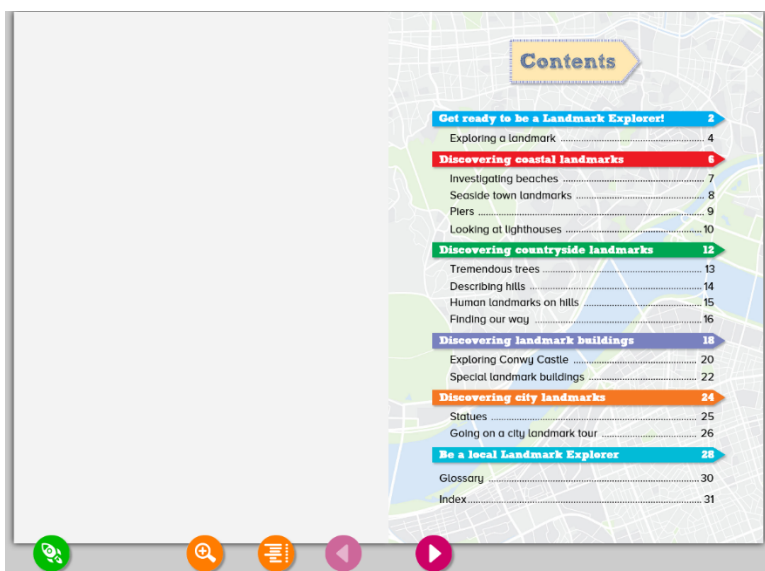 Contents
Get ready to be a Landmark Explorer! 2
Exploring a landmark 4
Discovering coastal landmarks 6
Investigating beaches 7
Seaside town landmarks 8
Piers 9
Looking at lighthouses 10
Discovering countryside landmarks 12
Tremendous trees 13
Describing hills 14
Human landmarks on hills 15
Finding our way 16
Discovering landmark buildings 18
Exploring Conwy Castle 20
Special landmark buildings 22
Discovering city landmarks 24
Statues 25
Going on a city landmark tour 26
Be a local Landmark Explorer 28
Glossary 30
Index 31